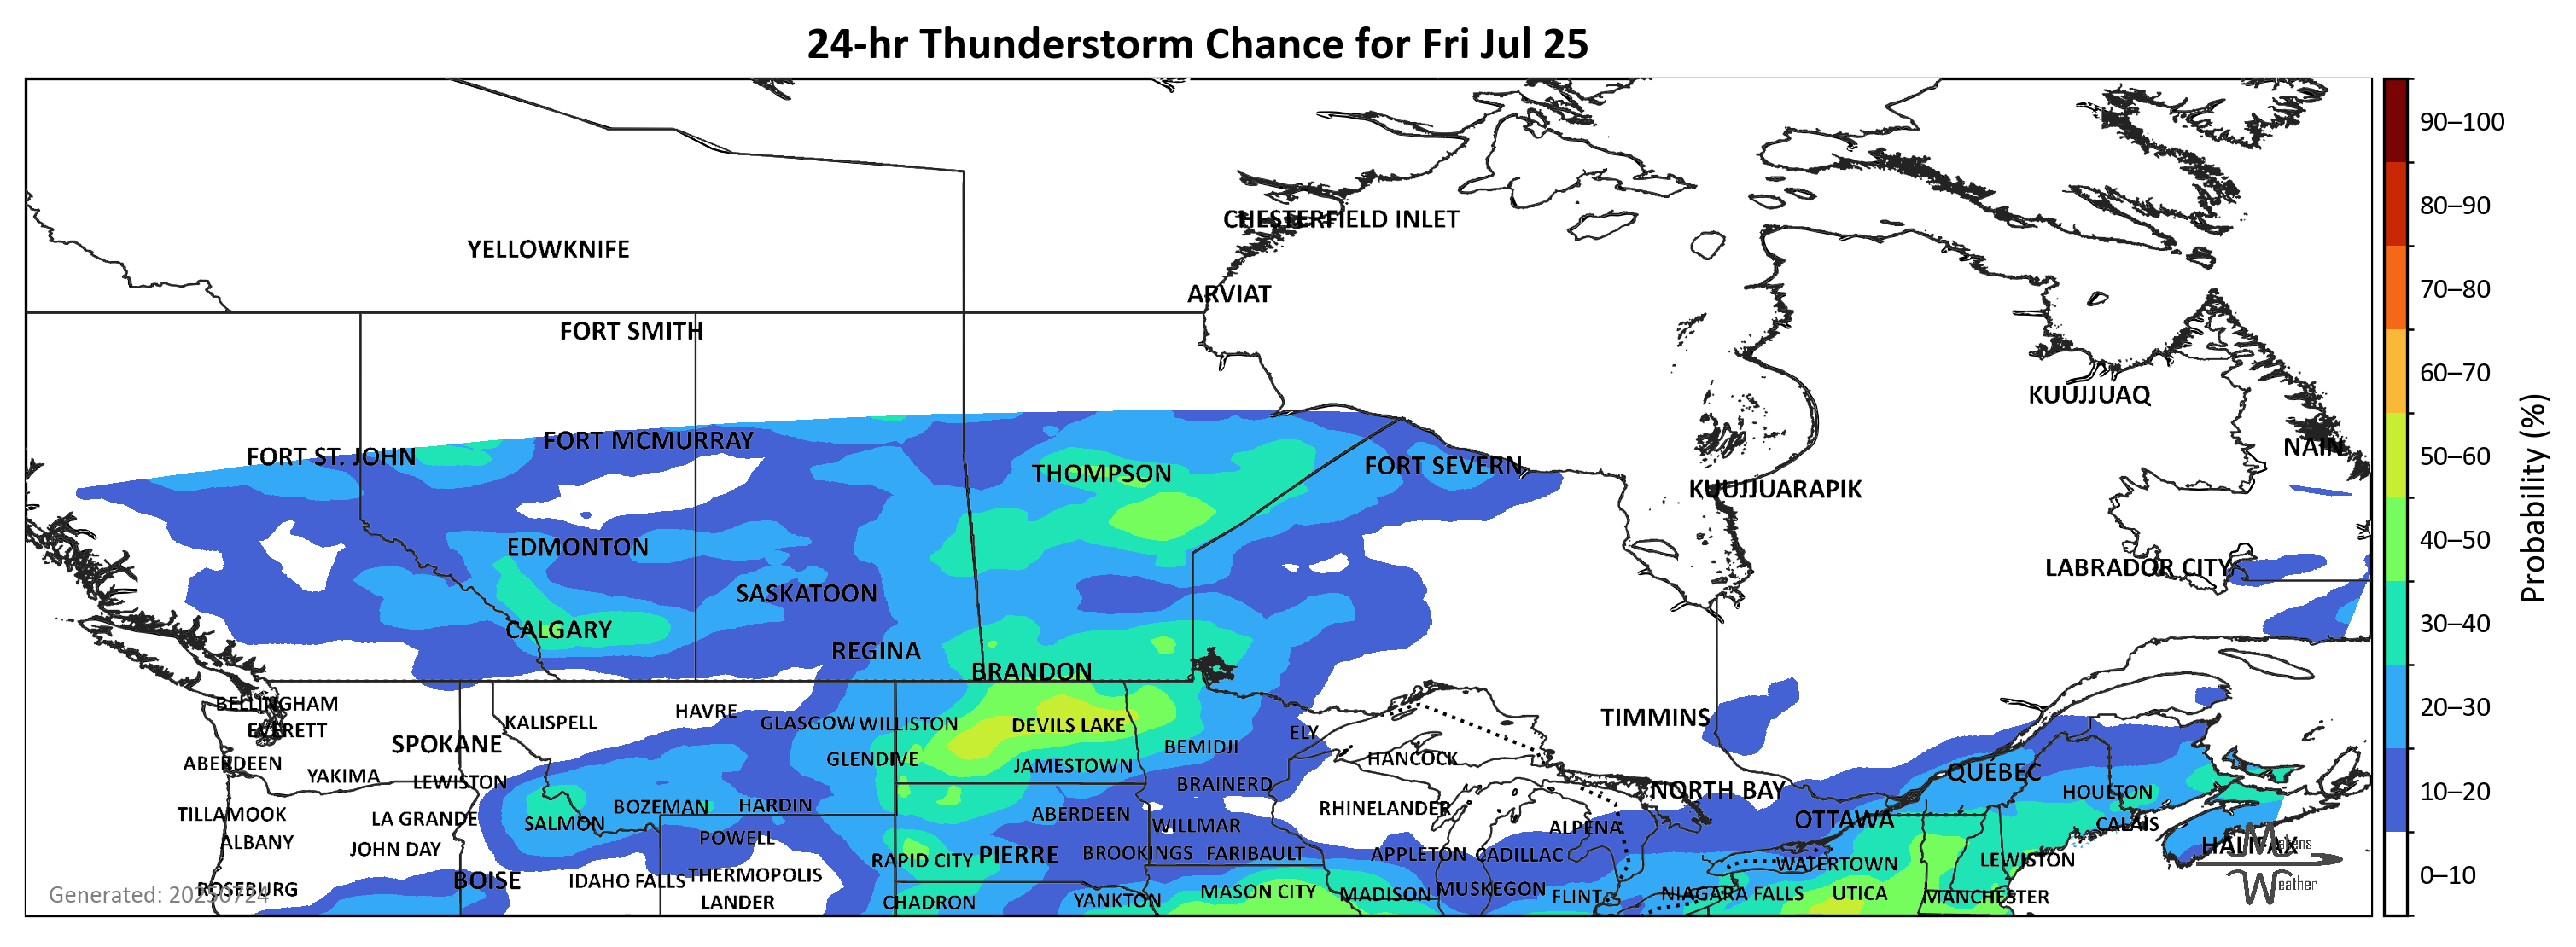 24-hr Thunderstorm Chance for Fri Jul 25
90–100
80–90
CHESTERFIELD INLET
YELLOWKNIFE
70–80
ARVIAT
FORT SMITH
60–70
KUUJJUAQ
50–60
FORT MCMURRAY
NAIN
FORT ST. JOHN
THOMPSON
FORT SEVERN
KUUJJUARAPIK
Probability (%)
40–50
EDMONTON
LABRADOR CITY
SASKATOON
30–40
CALGARY
REGINA
BRANDON
20–30
BELLINGHAM
HAVRE
TIMMINS
KALISPELL
GLASGOW
WILLISTON
DEVILS LAKE
EVERETT
ELY
SPOKANE
BEMIDJI
ABERDEEN
GLENDIVE
HANCOCK
JAMESTOWN
QUÉBEC
YAKIMA
LEWISTON
BRAINERD
NORTH BAY
HOULTON
10–20
BOZEMAN
HARDIN
RHINELANDER
TILLAMOOK
LA GRANDE
SALMON
ABERDEEN
WILLMAR
ALPENA
OTTAWA
CALAIS
ALBANY
JOHN DAY
POWELL
BROOKINGS
FARIBAULT
APPLETON
CADILLAC
HALIFAX
Makens
Weather
RAPID CITY
PIERRE
WATERTOWN
LEWISTON
0–10
BOISE
IDAHO FALLS
THERMOPOLIS
ROSEBURG
Generated: 20250724
MASON CITY
MADISON
MUSKEGON
FLINT
NIAGARA FALLS
UTICA
MANCHESTER
LANDER
CHADRON
YANKTON